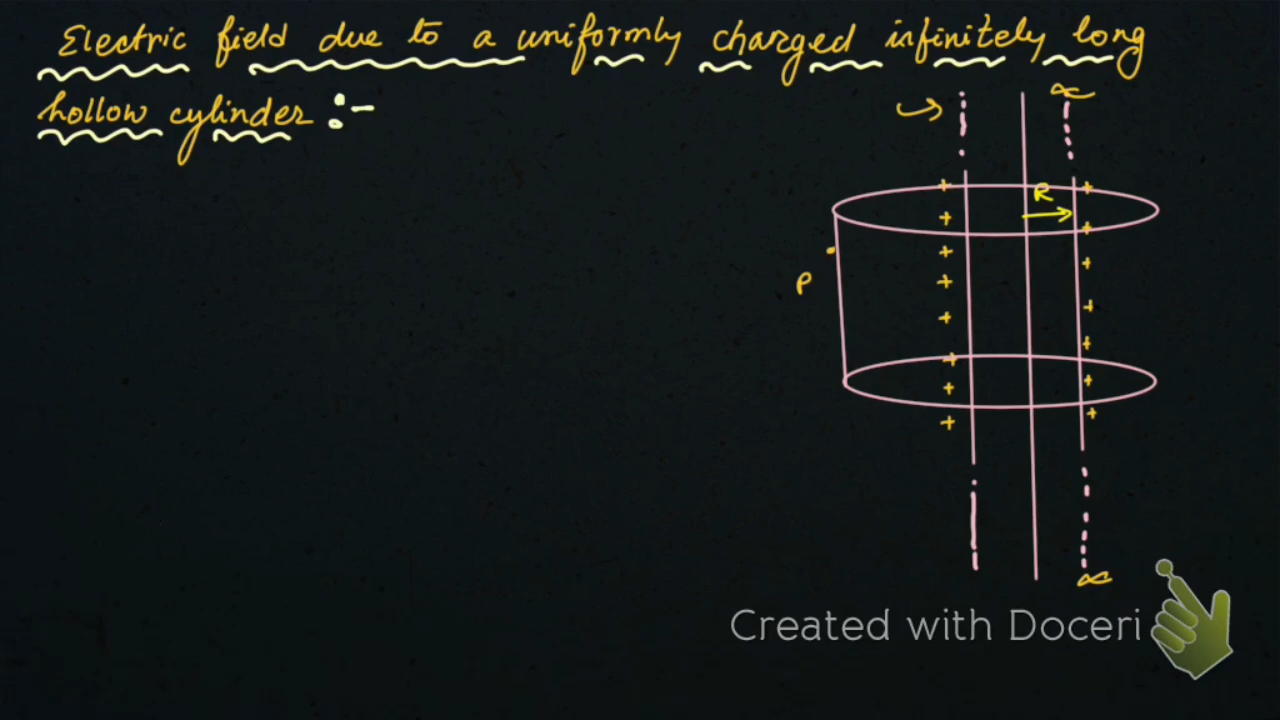 Electric field due to a uniformly charged infinitely long
hollow cylinder :-
∝
R
P
∝
Created with Doceri